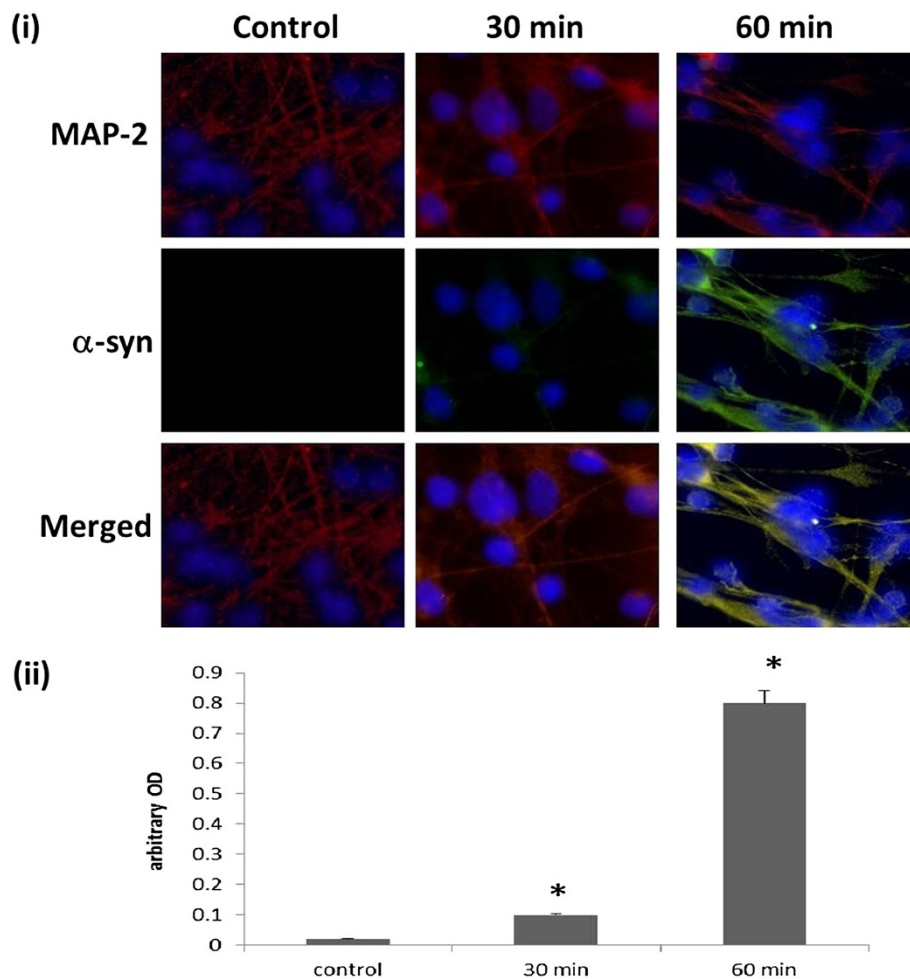 (i)
Control 30 min 60 min
MAP-2
α-syn
Merged
(ii)
arbitrary OD
0.9
0.8
0.7
0.6
0.5
0.4
0.3
0.2
0.1
0
*
*
control 30 min 60 min